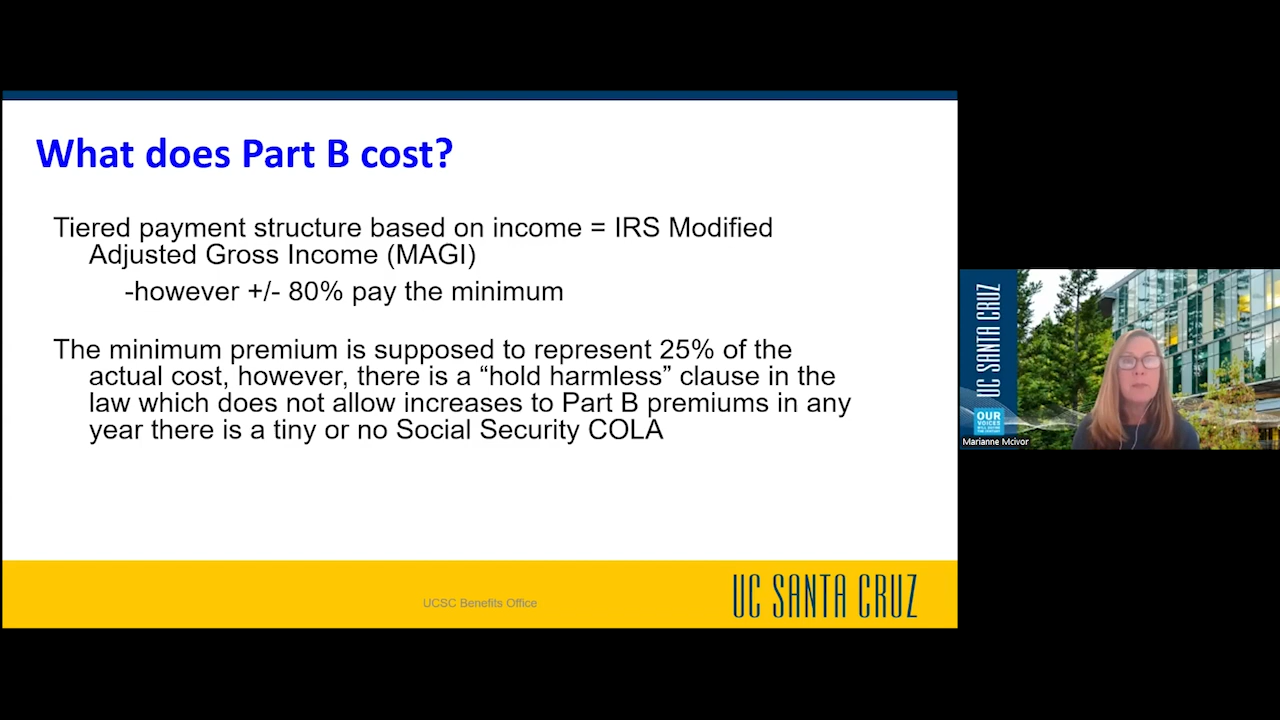 What does Part B cost?
Tiered payment structure based on income = IRS Modified
Adjusted Gross Income (MAGI)
-however +/- 80% pay the minimum
The minimum premium is supposed to represent 25% of the
actual cost, however, there is a “hold harmless” clause in the
law which does not allow increases to Part B premiums in any
year there is a tiny or no Social Security COLA
UCSC Benefits Office
UC SANTA CRUZ
UC SANTA CRUZ
OUR
VOICES
Marianne Mcivor